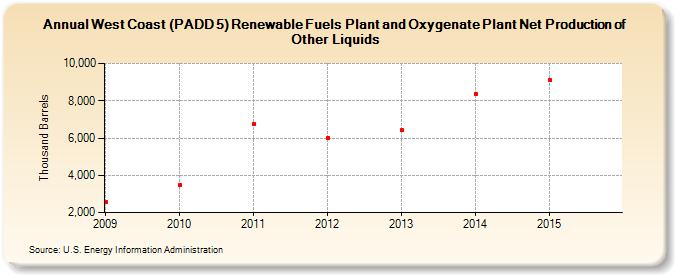 Annual West Coast (PADD 5) Renewable Fuels Plant and Oxygenate Plant Net Production of
Other Liquids
Thousand Barrels
10,000
8,000
6,000
4,000
2,000
2009 2010 2011 2012 2013 2014 2015
Source: U.S. Energy Information Administration